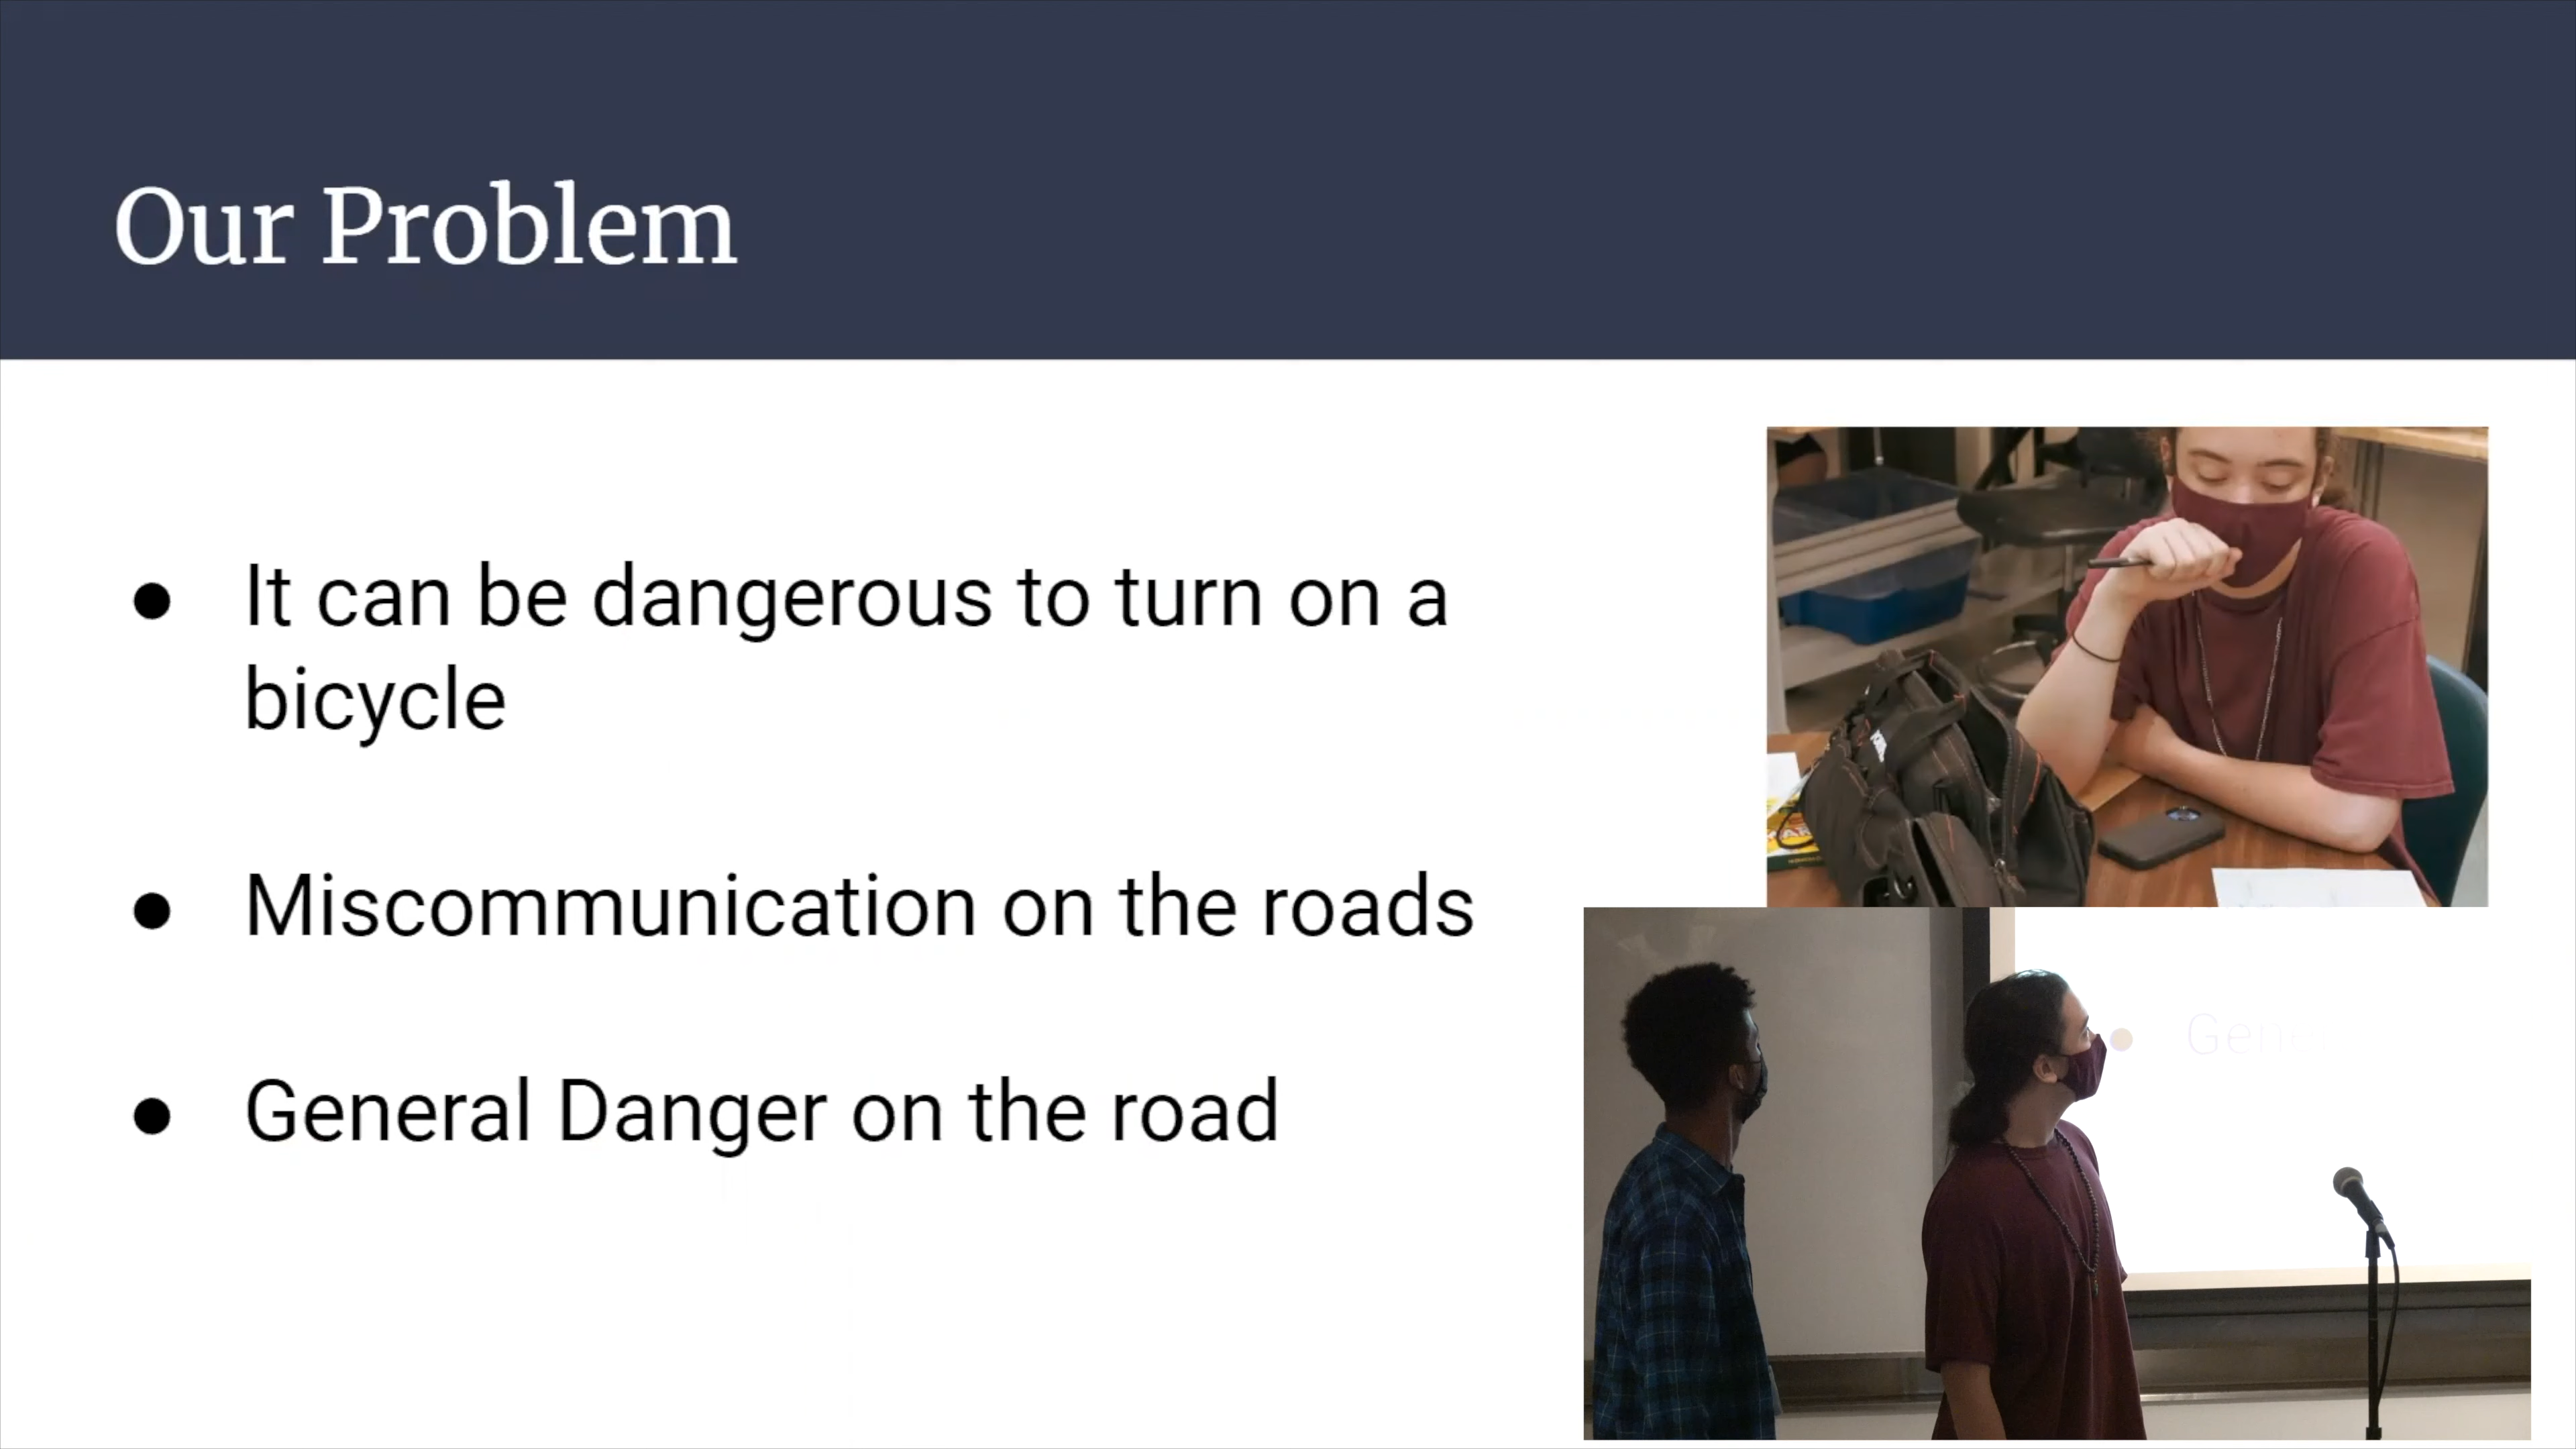 Our Problem
● It can be dangerous to turn on a
bicycle
● Miscommunication on the roads
● General Danger on the road
● Gen